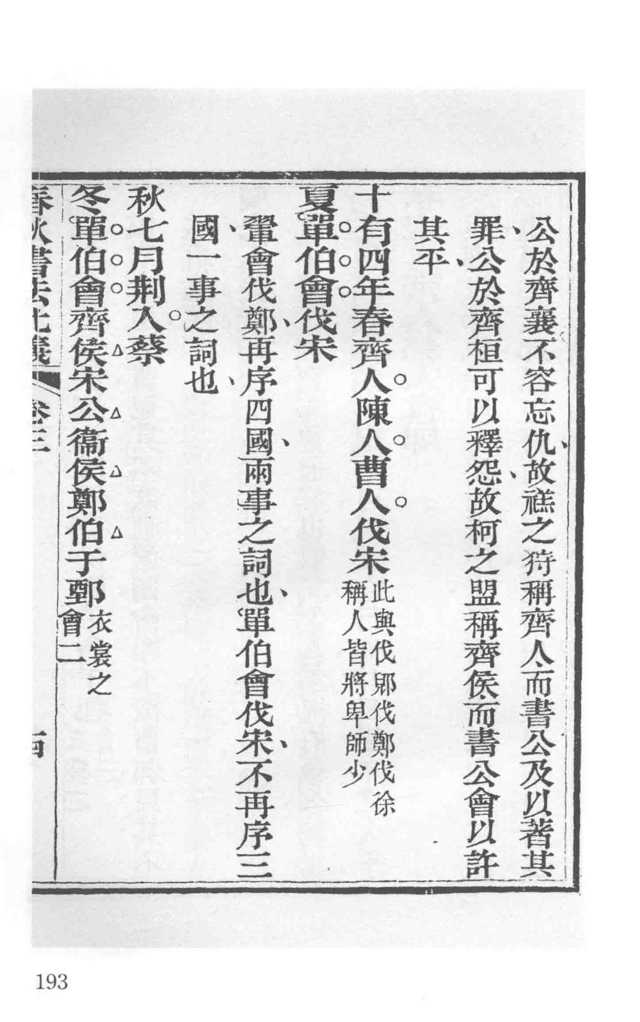 公於齊襄不容忘仇故禚之狩稱齊人而書公及以著其
罪公於齊桓可以釋怨故柯之盟稱齊侯而書公會以許
其平
十有四年春齊人陳人曹人伐宋此與伐郳伐鄭伐徐
稱人皆將卑師少
夏單伯會伐宋
翬會伐鄭再序四國兩事之詞也單伯會伐宋不再序三
國一事之詞也
秋七月荆入蔡
冬單伯會齊侯宋公衞侯鄭伯于鄄衣裳之
會二
春秋書法比義 卷三
193